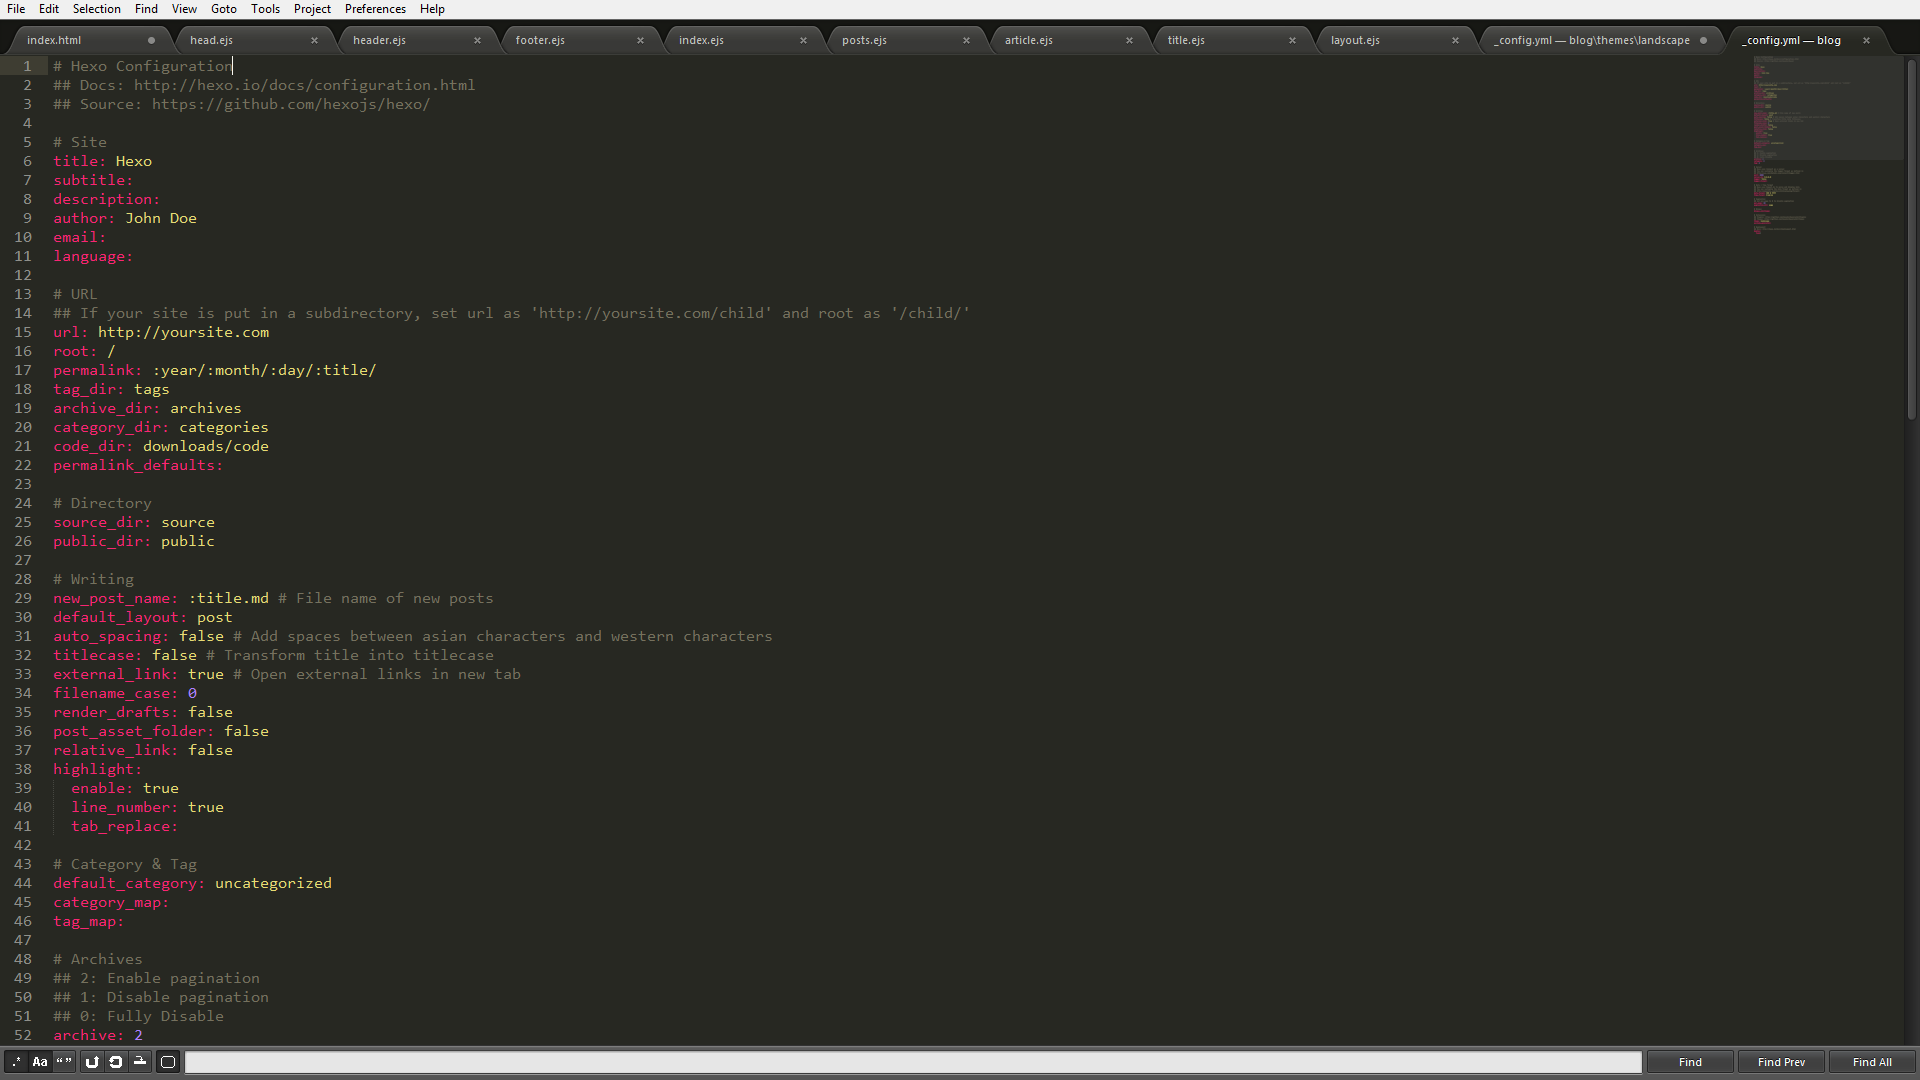 File Edit Selection Find View Goto Tools Project Preferences Help
index.html head.ejs header.ejs footer.ejs index.ejs posts.ejs article.ejs title.ejs layout.ejs _config.yml — blog\themes\landscape _config.yml — blog
1 # Hexo Configuration
2 ## Docs: http://hexo.io/docs/configuration.html
3 ## Source: https://github.com/hexojs/hexo/
4
5 # Site
6 title: Hexo
7 subtitle:
8 description:
9 author: John Doe
10 email:
11 language:
12
13 # URL
14 ## If your site is put in a subdirectory, set url as 'http://yoursite.com/child' and root as '/child/'
15 url: http://yoursite.com
16 root: /
17 permalink: :year/:month/:day/:title/
18 tag_dir: tags
19 archive_dir: archives
20 category_dir: categories
21 code_dir: downloads/code
22 permalink_defaults:
23
24 # Directory
25 source_dir: source
26 public_dir: public
27
28 # Writing
29 new_post_name: :title.md # File name of new posts
30 default_layout: post
31 auto_spacing: false # Add spaces between asian characters and western characters
32 titlecase: false # Transform title into titlecase
33 external_link: true # Open external links in new tab
34 filename_case: 0
35 render_drafts: false
36 post_asset_folder: false
37 relative_link: false
38 highlight:
39   enable: true
40   line_number: true
41   tab_replace:
42
43 # Category & Tag
44 default_category: uncategorized
45 category_map:
46 tag_map:
47
48 # Archives
49 ## 2: Enable pagination
50 ## 1: Disable pagination
51 ## 0: Fully Disable
52 archive: 2
.* Aa “” Find Find Prev Find All